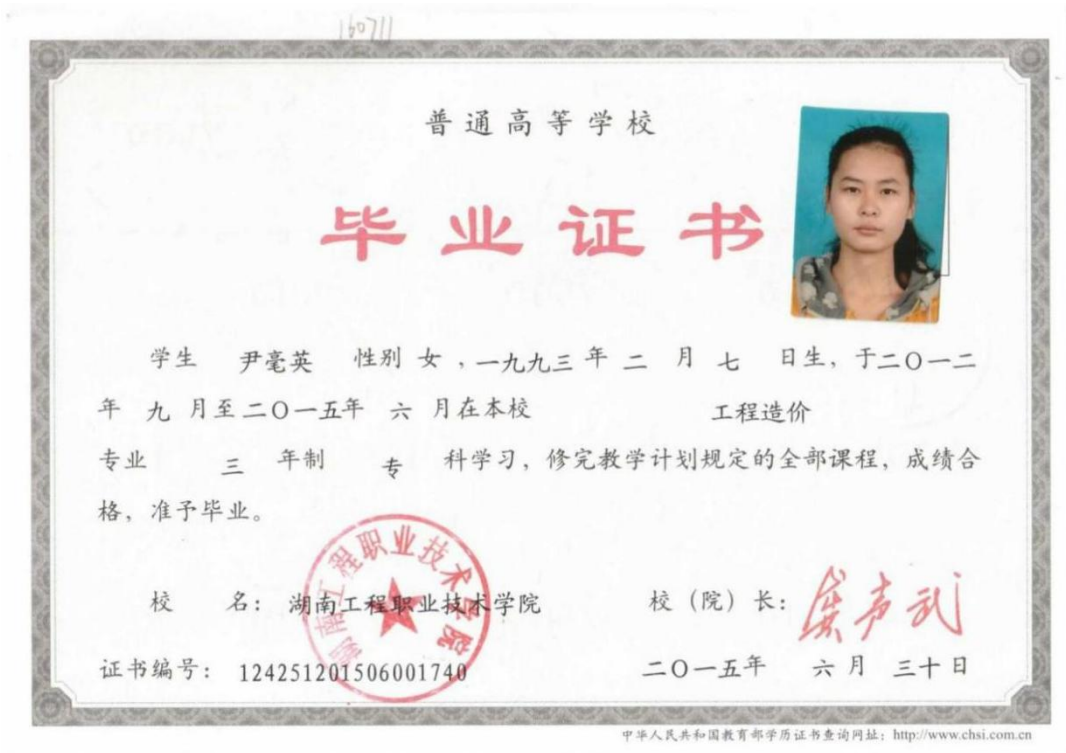 160711
普通高等学校
毕业证书
学生 尹毫英 性别 女，一九九三 年 二 月 七 日生，于二〇一二
年 九 月至二〇一五年 六 月在本校 工程造价
专业 三 年制 专 科学习，修完教学计划规定的全部课程，成绩合
格，准予毕业。
湖南工程职业技术学院
校 名：湖南工程职业技术学院 校（院）长：
证书编号：124251201506001740 二〇一五年 六月 三十日
中华人民共和国教育部学历证书查询网址：http://www.chsi.com.cn